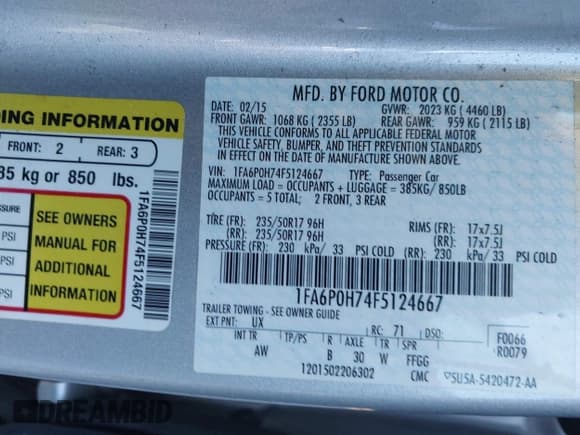 DING INFORMATION
FRONT: 2 REAR: 3
85 kg or 850 lbs.
SSURE
PSI
PSI
PSI
SEE OWNERS
MANUAL FOR
ADDITIONAL
INFORMATION
1FA6P0H74F5124667
MFD. BY FORD MOTOR CO.
DATE: 02/15 GVWR: 2023 KG ( 4460 LB)
FRONT GAWR: 1068 KG ( 2355 LB) REAR GAWR: 959 KG ( 2115 LB)
THIS VEHICLE CONFORMS TO ALL APPLICABLE FEDERAL MOTOR
VEHICLE SAFETY, BUMPER, AND THEFT PREVENTION STANDARDS
IN EFFECT ON THE DATE OF MANUFACTURE SHOWN ABOVE.
VIN: 1FA6P0H74F5124667 TYPE: Passenger Car
MAXIMUM LOAD = OCCUPANTS + LUGGAGE = 385KG/ 850LB
OCCUPANTS = 5 TOTAL; 2 FRONT, 3 REAR
TIRE (FR): 235/50R17 96H RIMS (FR): 17x7.5J
(RR): 235/50R17 96H (RR): 17x7.5J
PRESSURE (FR): 230 kPa/ 33 PSI COLD (RR): 230 kPa/ 33 PSI COLD
1FA6P0H74F5124667
TRAILER TOWING - SEE OWNER GUIDE
EXT PNT: UX RC: 71 DSO: F0066
INT TR TP/PS R AXLE TR SPR R0079
AW B 30 W FFGG
1201502206302 CMC 5U5A-5420472-AA
DREAMBID